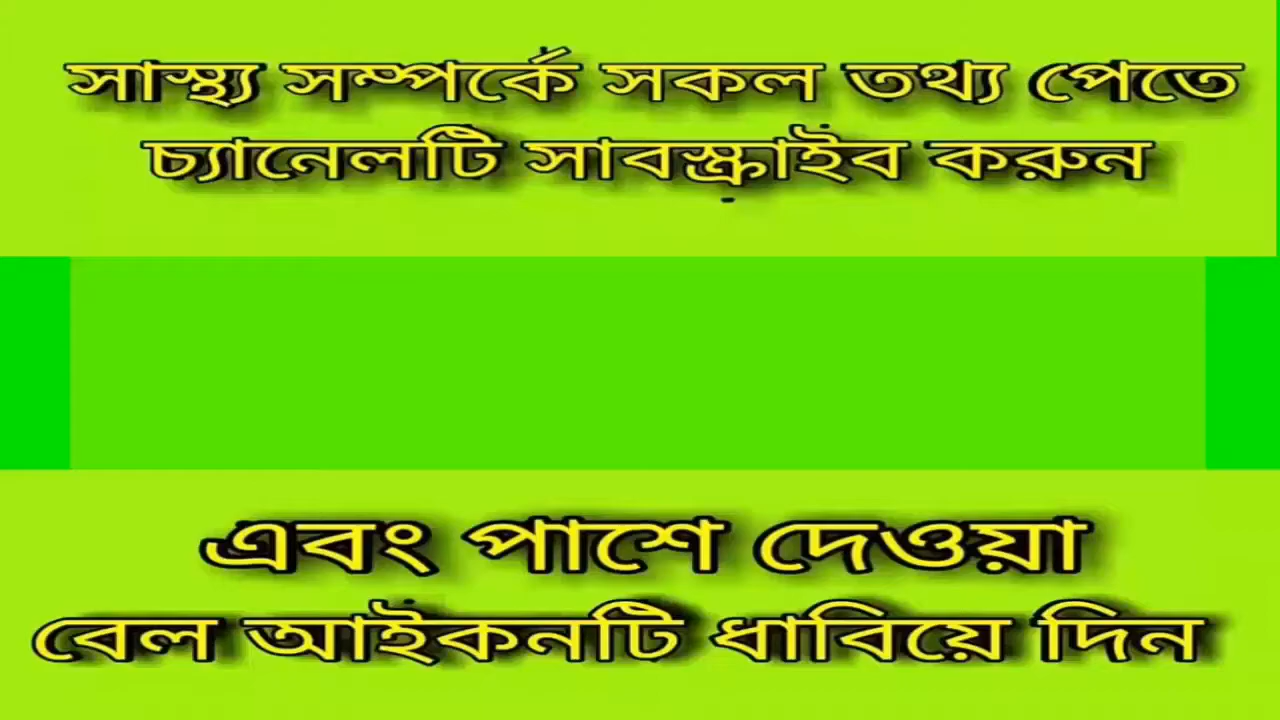 সাস্থ্য সম্পর্কে সকল তথ্য পেতে
চ্যানেলটি সাবস্ক্রাইব করুন
এবং পাশে দেওয়া
বেল আইকনটি ধাবিয়ে দিন